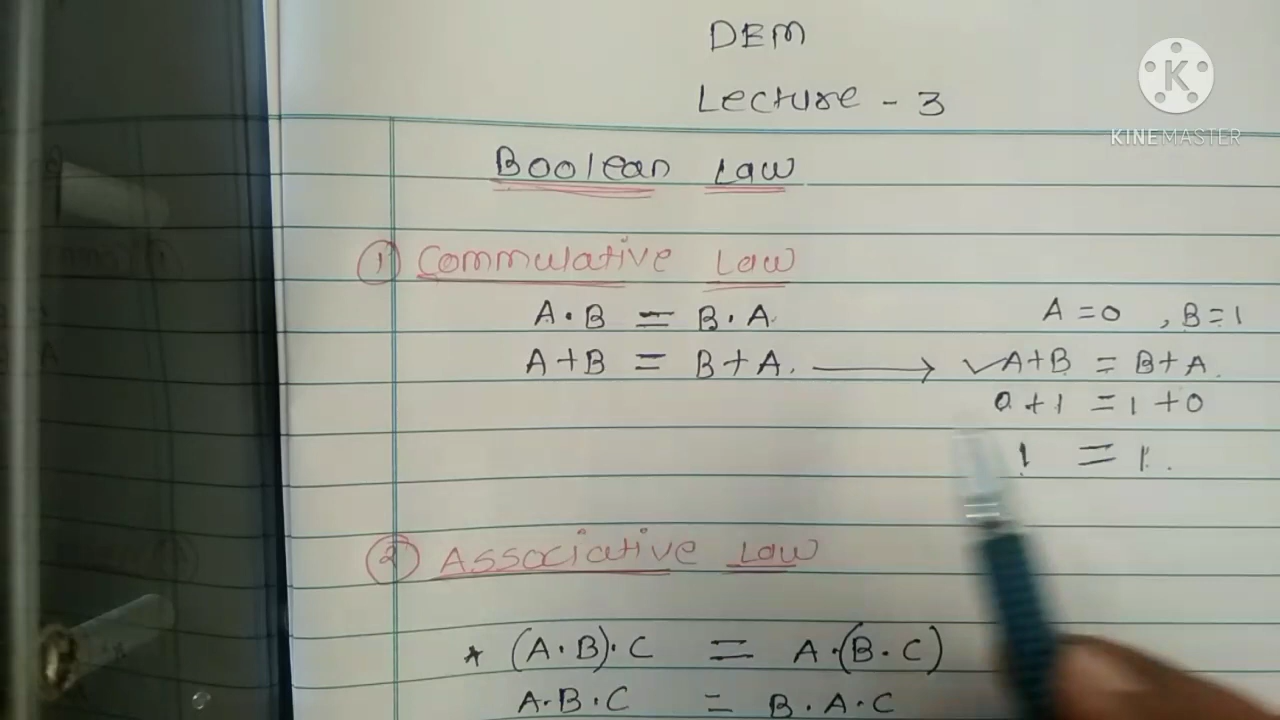 DEM
Lecture - 3
K
KINEMASTER
Boolean Law
① Commulative Law
A·B = B·A.
A+B = B+A. ⟶ ✓A+B = B+A.
A=0 , B=1
0+1 = 1+0
1 = 1.
② Associative Law
* (A·B)·C = A·(B·C)
A·B·C = B·A·C